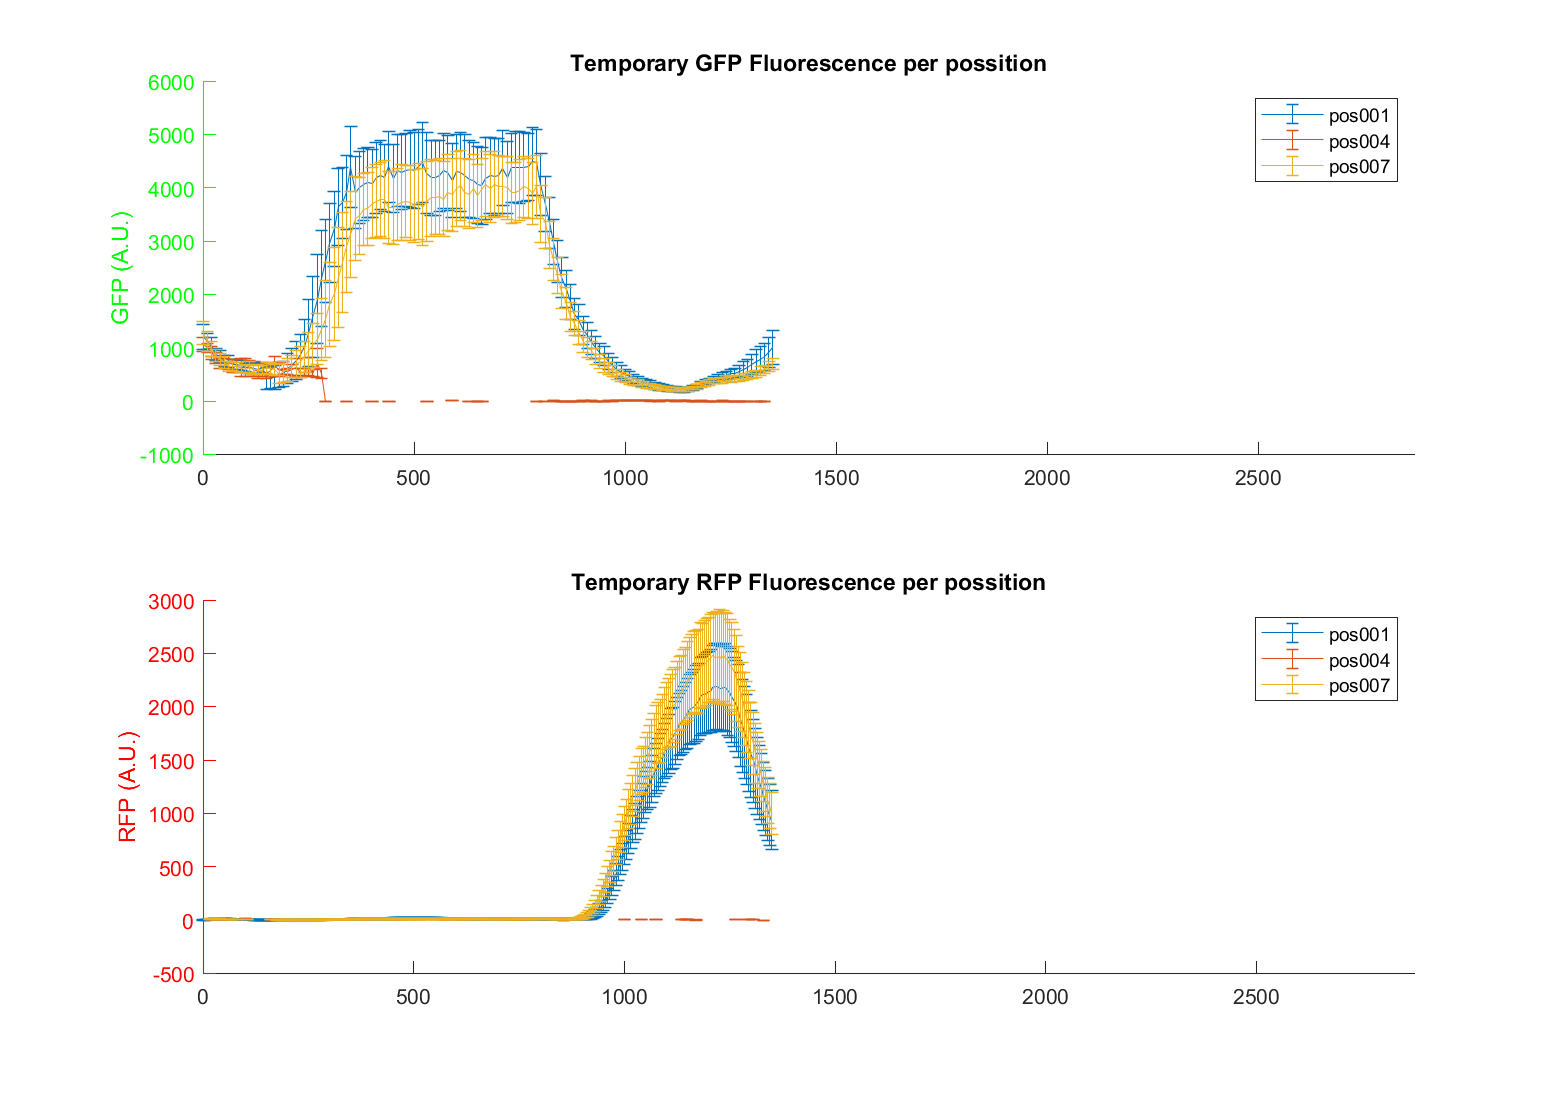 Temporary GFP Fluorescence per possition
6000
5000
4000
3000
2000
1000
0
-1000
GFP (A.U.)
0 500 1000 1500 2000 2500
pos001
pos004
pos007
Temporary RFP Fluorescence per possition
3000
2500
2000
1500
1000
500
0
-500
RFP (A.U.)
0 500 1000 1500 2000 2500
pos001
pos004
pos007